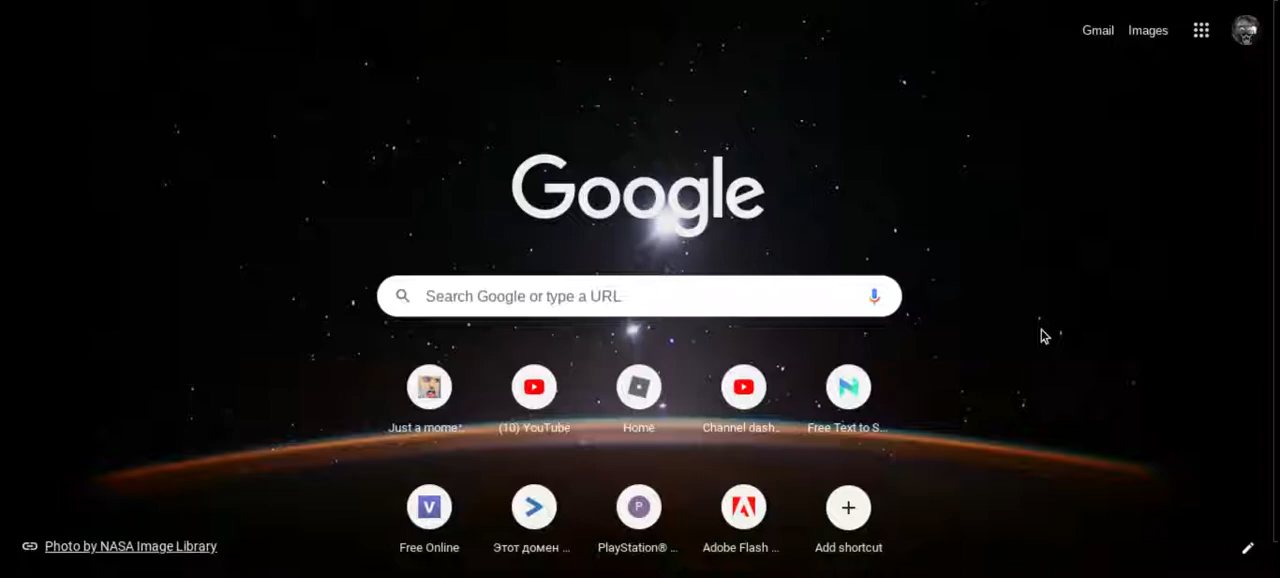 Gmail Images
Google
Search Google or type a URL
Just a mome...
(10) YouTube
Home
Channel dash...
Free Text to S...
V
P
Free Online
Этот домен ...
PlayStation® ...
Adobe Flash ...
Add shortcut
Photo by NASA Image Library